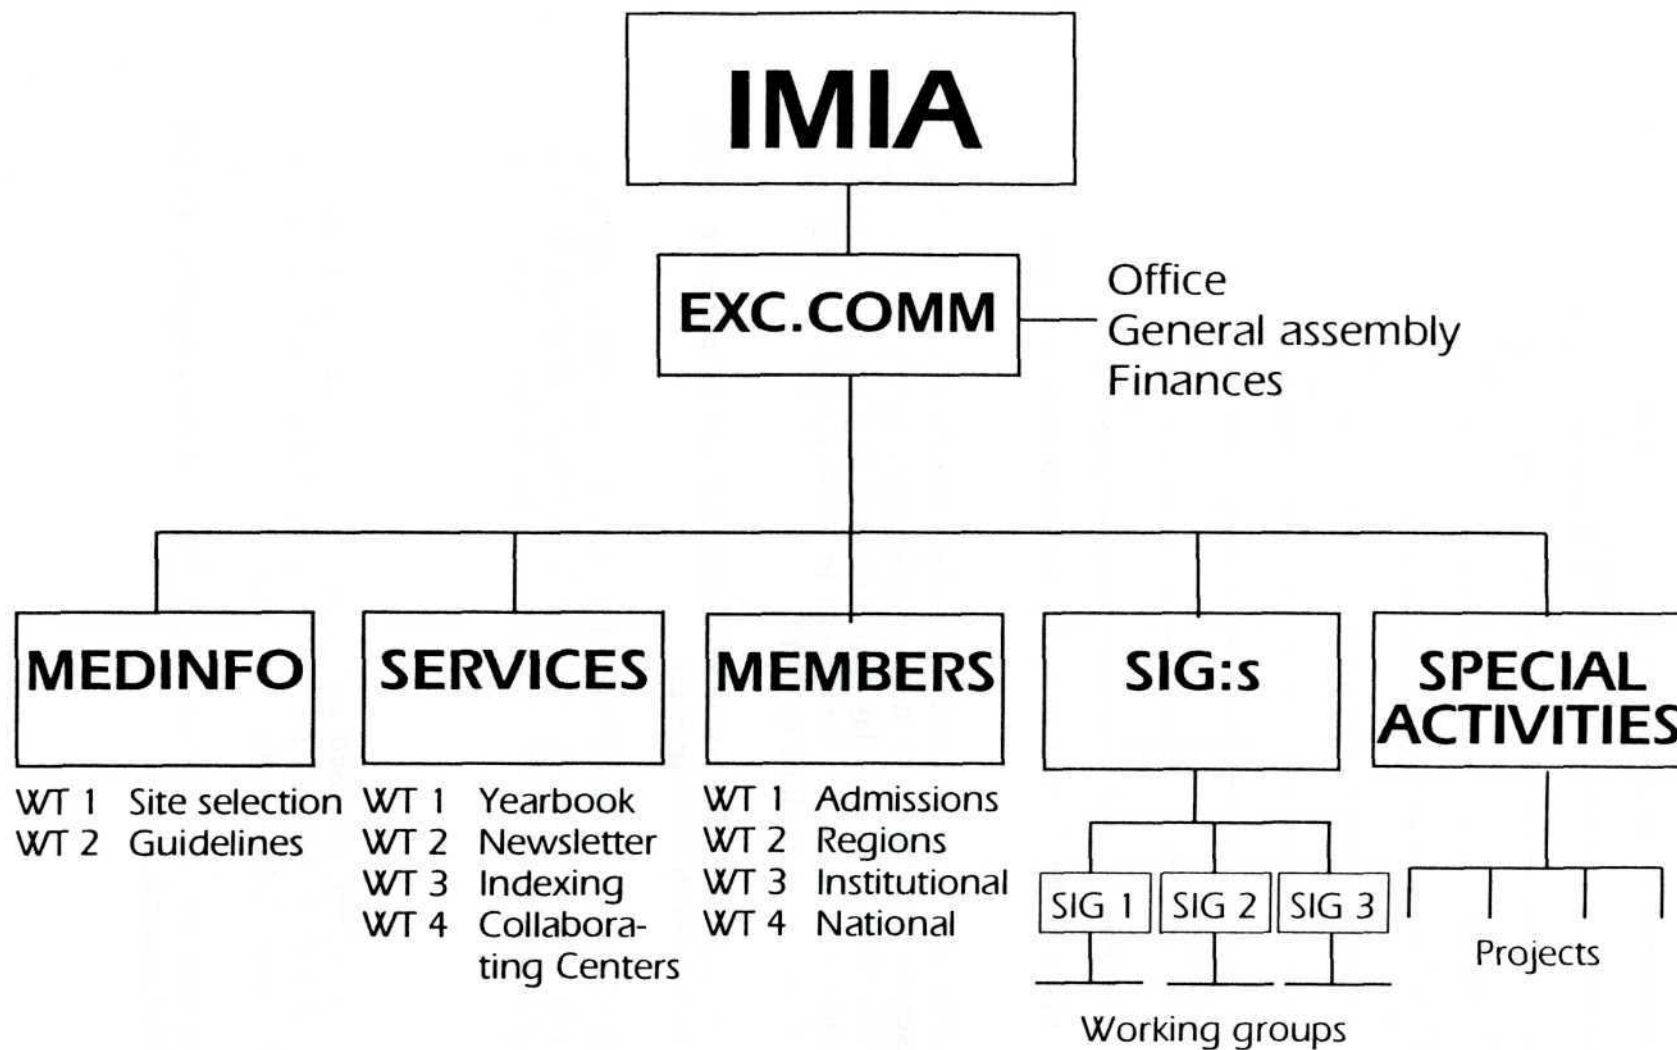 IMIA
EXC.COMM
Office
General assembly
Finances
MEDINFO
WT 1 Site selection
WT 2 Guidelines
SERVICES
WT 1 Yearbook
WT 2 Newsletter
WT 3 Indexing
WT 4 Collabora-
ting Centers
MEMBERS
WT 1 Admissions
WT 2 Regions
WT 3 Institutional
WT 4 National
SIG:s
SIG 1 SIG 2 SIG 3
Working groups
SPECIAL
ACTIVITIES
Projects